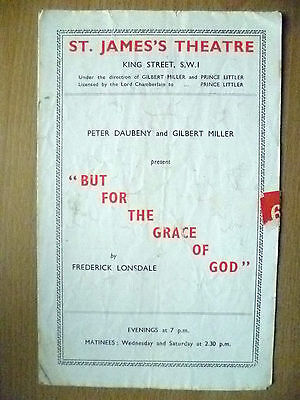 ST. JAMES'S THEATRE
KING STREET, S.W.1
Under the direction of GILBERT MILLER and PRINCE LITTLER
Licensed by the Lord Chamberlain to ... PRINCE LITTLER
PETER DAUBENY and GILBERT MILLER
present
"BUT
FOR
THE
GRACE
OF
GOD"
by
FREDERICK LONSDALE
6
EVENINGS at 7 p.m.
MATINEES: Wednesday and Saturday at 2.30 p.m.